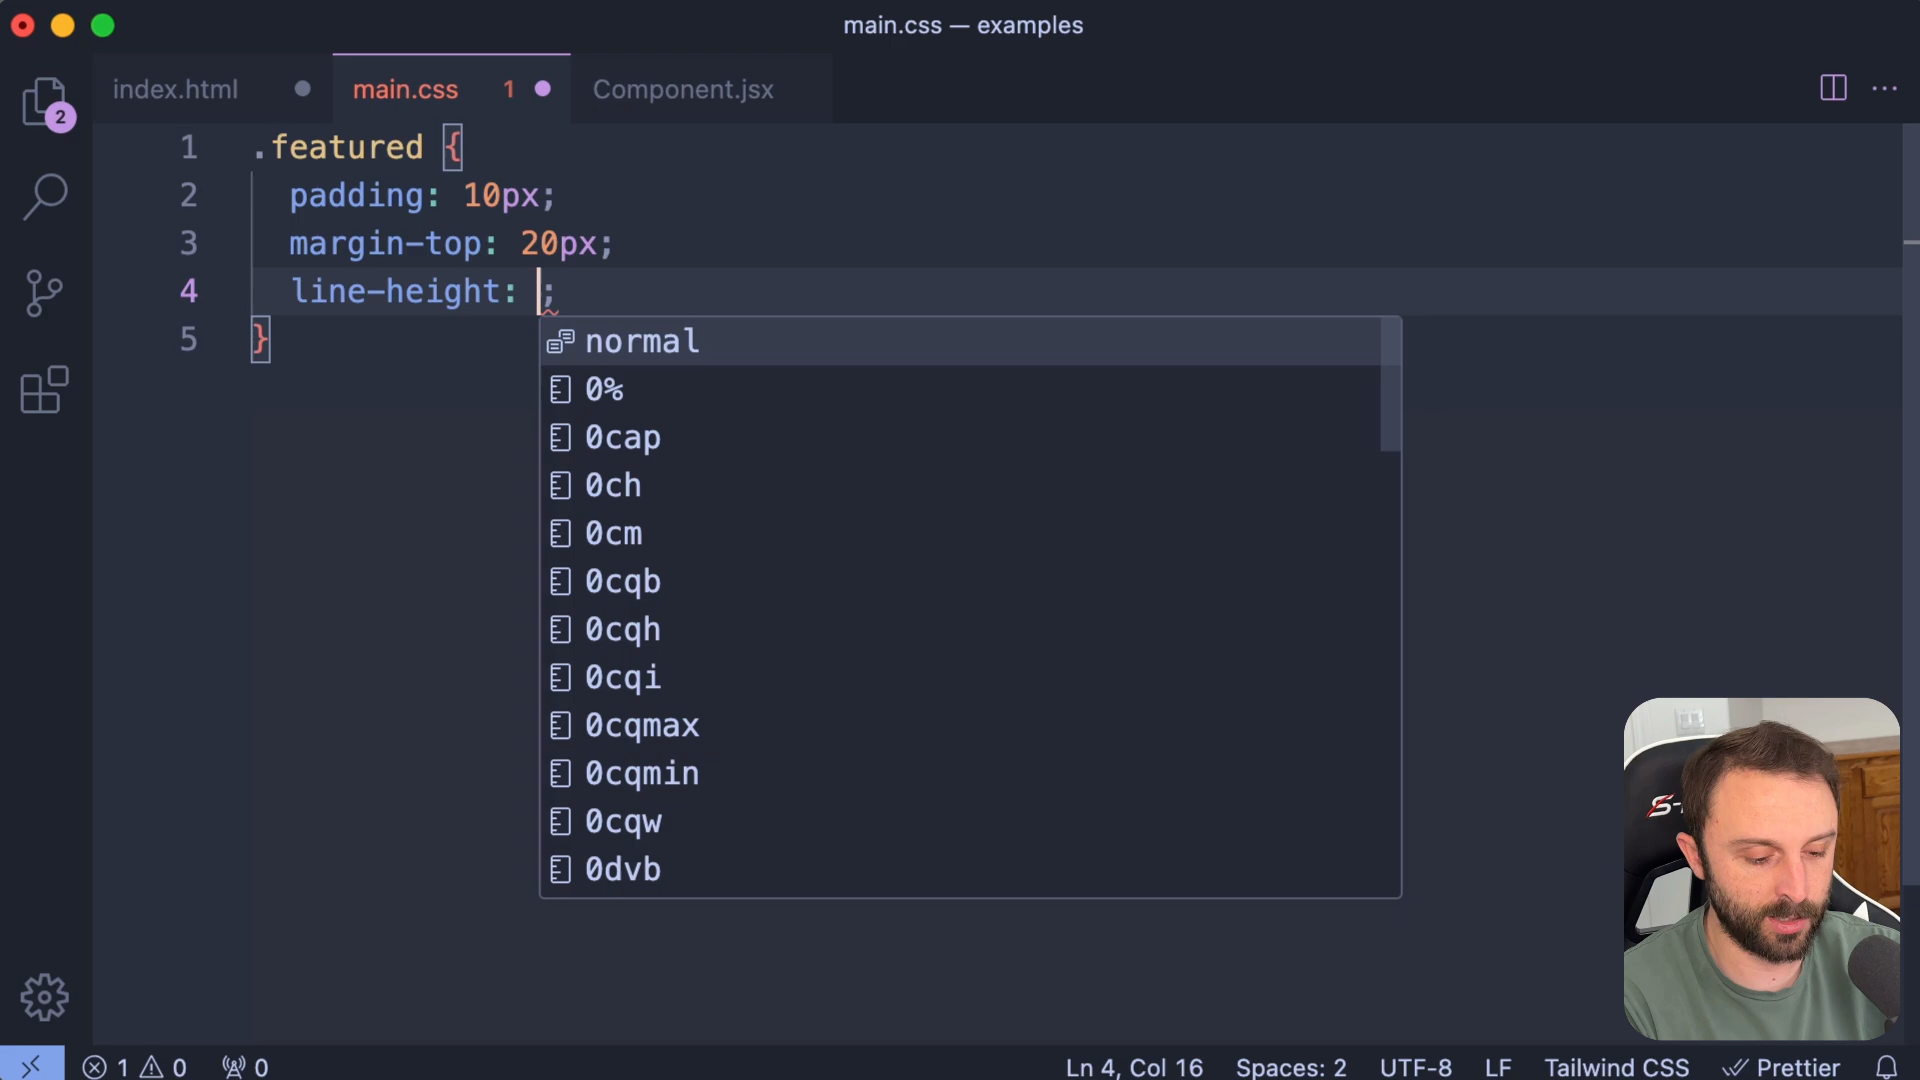 main.css — examples
index.html
main.css 1
Component.jsx
2
1 .featured {
2 padding: 10px;
3 margin-top: 20px;
4 line-height: ;
5 }
normal
0%
0cap
0ch
0cm
0cqb
0cqh
0cqi
0cqmax
0cqmin
0cqw
0dvb
1 0 0 Ln 4, Col 16 Spaces: 2 UTF-8 LF Tailwind CSS Prettier